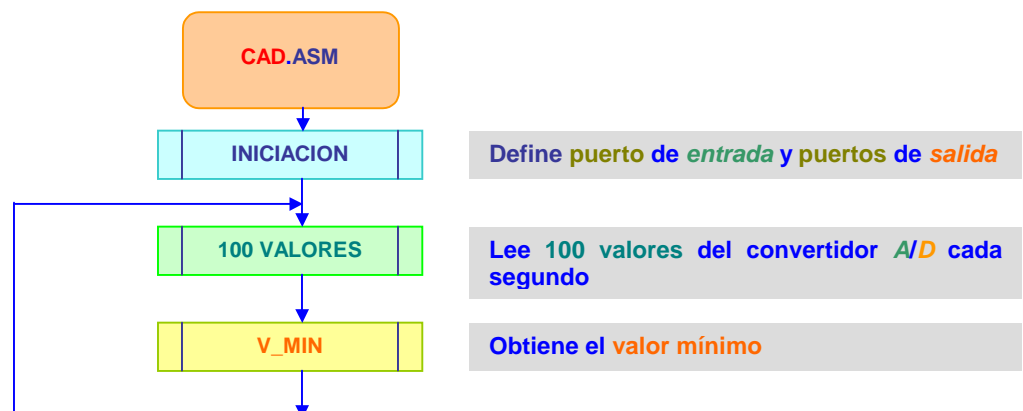 CAD.ASM
INICIACION
Define puerto de entrada y puertos de salida
100 VALORES
Lee 100 valores del convertidor A/D cada
segundo
V_MIN
Obtiene el valor mínimo